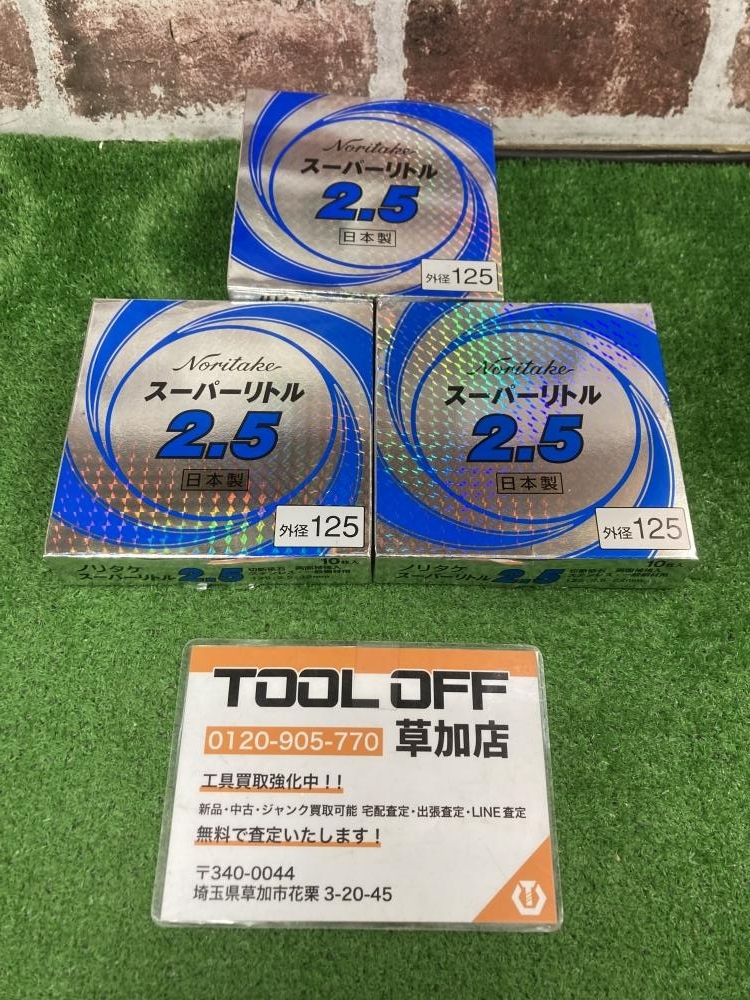 Noritake
スーパーリトル
2.5
日本製
外径125
Noritake
スーパーリトル
2.5
日本製
外径125
ノリタケ
スーパーリトル2.5
10枚入
Noritake
スーパーリトル
2.5
日本製
外径125
ノリタケ
スーパーリトル2.5
10枚入
TOOL OFF
0120-905-770 草加店
工具買取強化中!!
新品・中古・ジャンク買取可能 宅配査定・出張査定・LINE査定
無料で査定いたします!
〒340-0044
埼玉県草加市花栗3-20-45